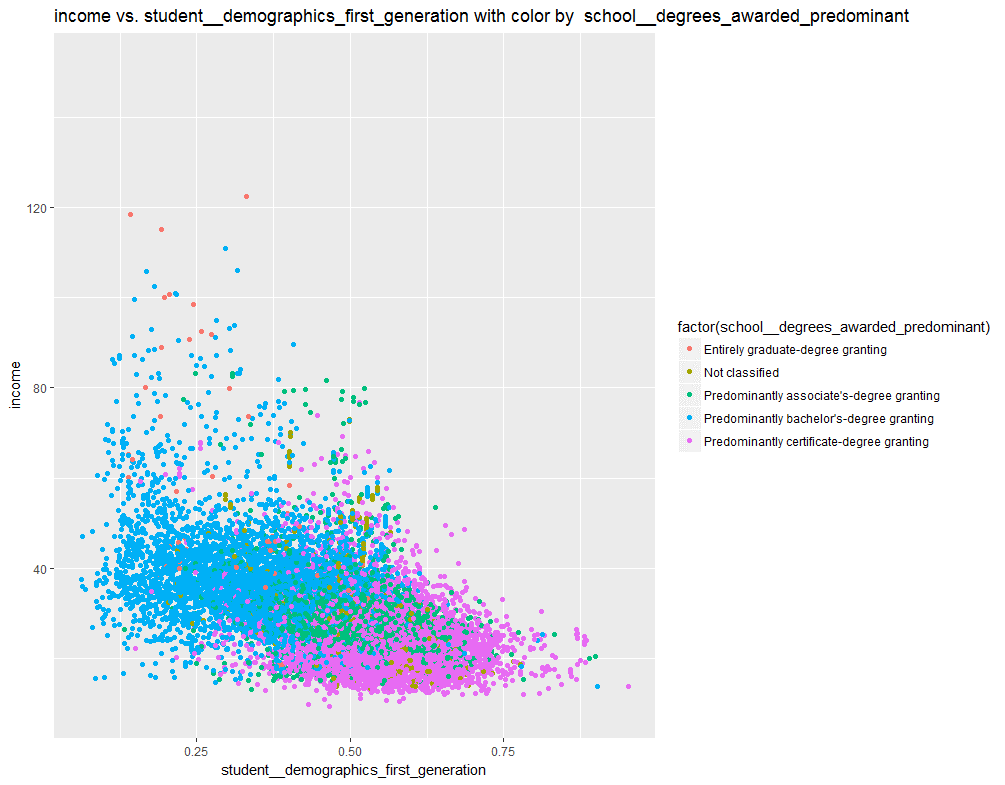 income vs. student__demographics_first_generation with color by  school__degrees_awarded_predominant
120
80
40
income
0.25
0.50
0.75
student__demographics_first_generation
factor(school__degrees_awarded_predominant)
Entirely graduate-degree granting
Not classified
Predominantly associate's-degree granting
Predominantly bachelor's-degree granting
Predominantly certificate-degree granting